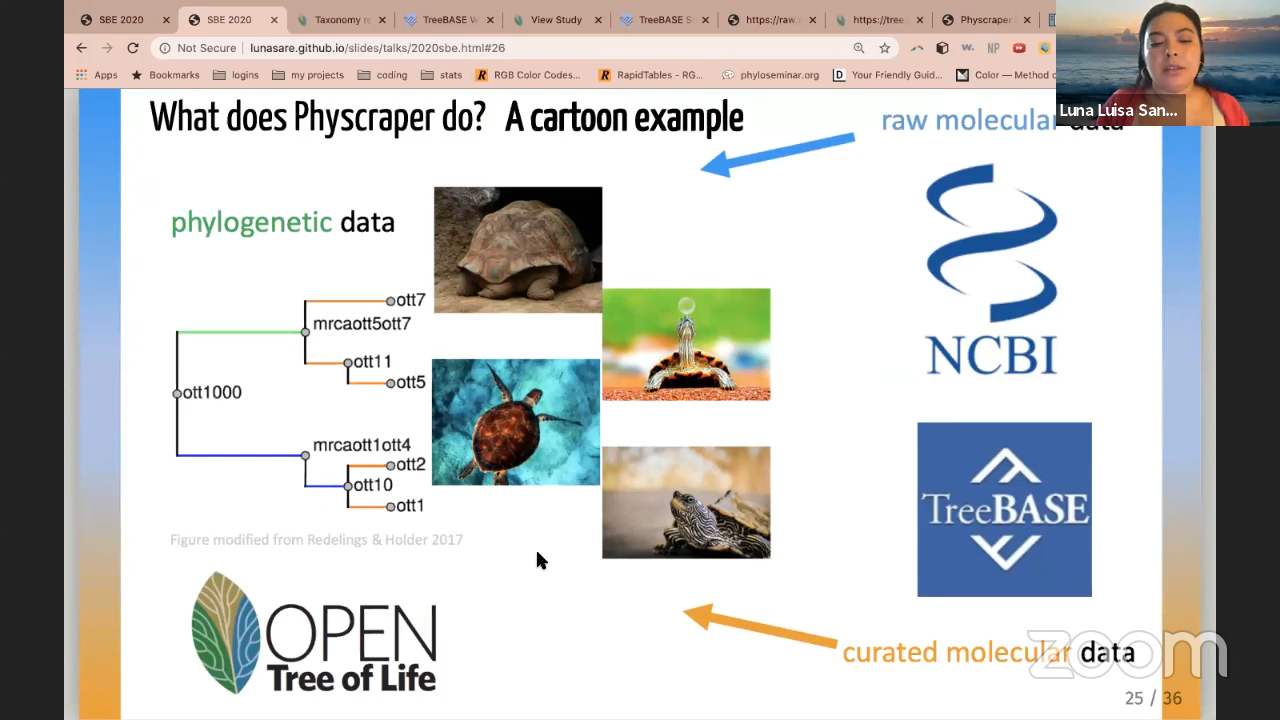 SBE 2020
SBE 2020
Taxonomy r
TreeBASE W
View Study
TreeBASE S
https://raw.
https://tree
Physcraper
Not Secure
lunasare.github.io/slides/talks/2020sbe.html#26
Apps
Bookmarks
logins
my projects
coding
stats
RGB Color Codes...
RapidTables - RG...
phyloseminar.org
Your Friendly Guid...
Color — Method o
Luna Luisa San...
What does Physcraper do? A cartoon example
raw molecular data
phylogenetic data
ott7
mrcaott5ott7
ott11
ott5
ott1000
mrcaott1ott4
ott2
ott10
ott1
NCBI
TreeBASE
Figure modified from Redelings & Holder 2017
OPEN
Tree of Life
curated molecular data
zoom
25 / 36